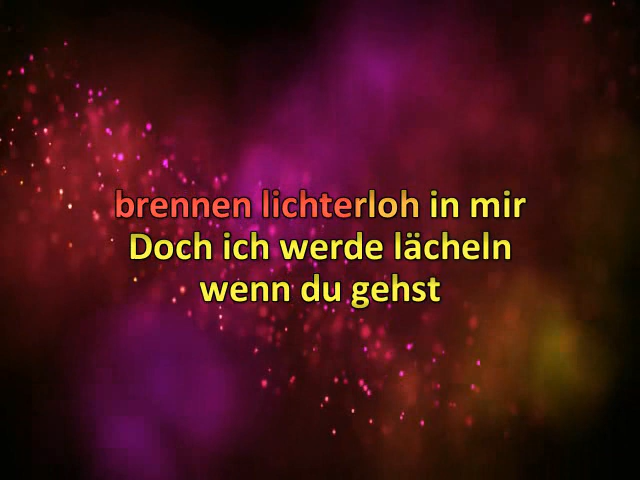 brennen lichterloh in mir
Doch ich werde lächeln
wenn du gehst